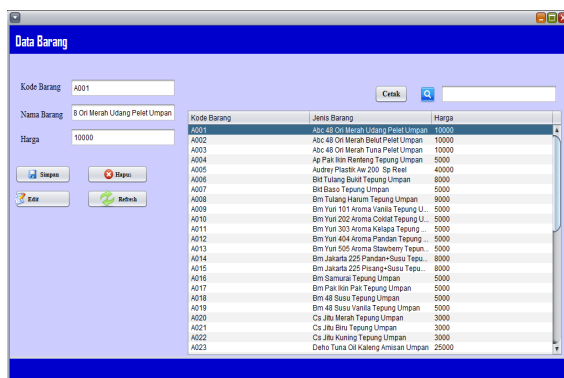 Data Barang
Kode Barang A001
Cetak
Nama Barang 8 Ori Merah Udang Pelet Umpan
Harga 10000
Simpan Hapus
Edit Refresh
Kode Barang Jenis Barang Harga
A001 Abc 48 Ori Merah Udang Pelet Umpan 10000
A002 Abc 48 Ori Merah Belut Pelet Umpan 10000
A003 Abc 48 Ori Merah Tuna Pelet Umpan 10000
A004 Ap Pak Ikin Renteng Tepung Umpan 5000
A005 Audrey Plastik Aw 200 Sp Reel 40000
A006 Bkt Tulang Bukit Tepung Umpan 8000
A007 Bkt Baso Tepung Umpan 5000
A008 Bm Tulang Harum Tepung Umpan 9000
A009 Bm Yuri 101 Aroma Vanila Tepung U... 5000
A010 Bm Yuri 202 Aroma Coklat Tepung U... 5000
A011 Bm Yuri 303 Aroma Kelapa Tepung ... 5000
A012 Bm Yuri 404 Aroma Pandan Tepung ... 5000
A013 Bm Yuri 505 Aroma Stawberry Tepun... 5000
A014 Bm Jakarta 225 Pandan+Susu Tepu... 8000
A015 Bm Jakarta 225 Pisang+Susu Tepu... 8000
A016 Bm Samurai Tepung Umpan 5000
A017 Bm Pak Ikin Pak Tepung Umpan 5000
A018 Bm 48 Susu Tepung Umpan 5000
A019 Bm 48 Susu Vanila Tepung Umpan 5000
A020 Cs Jitu Merah Tepung Umpan 3000
A021 Cs Jitu Biru Tepung Umpan 3000
A022 Cs Jitu Kuning Tepung Umpan 3000
A023 Deho Tuna Oil Kaleng Amisan Umpan 25000